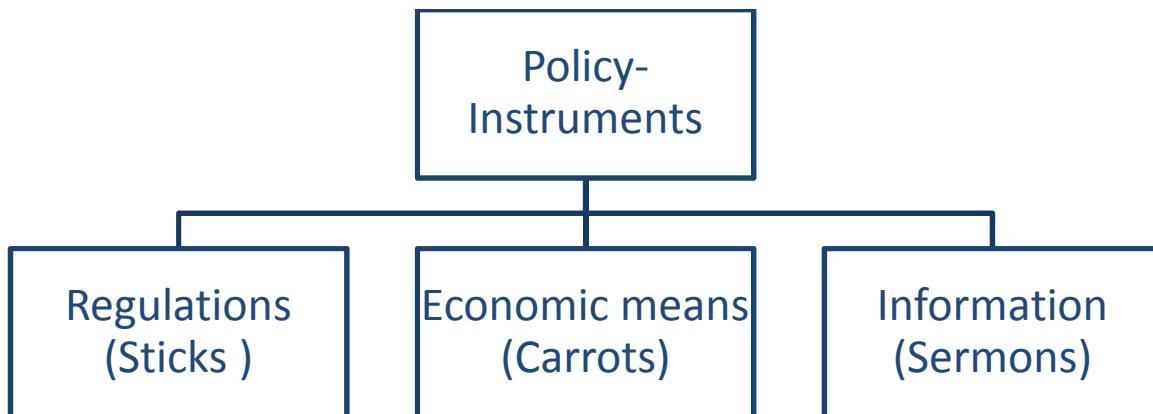 Policy-
Instruments
Regulations
(Sticks )
Economic means
(Carrots)
Information
(Sermons)